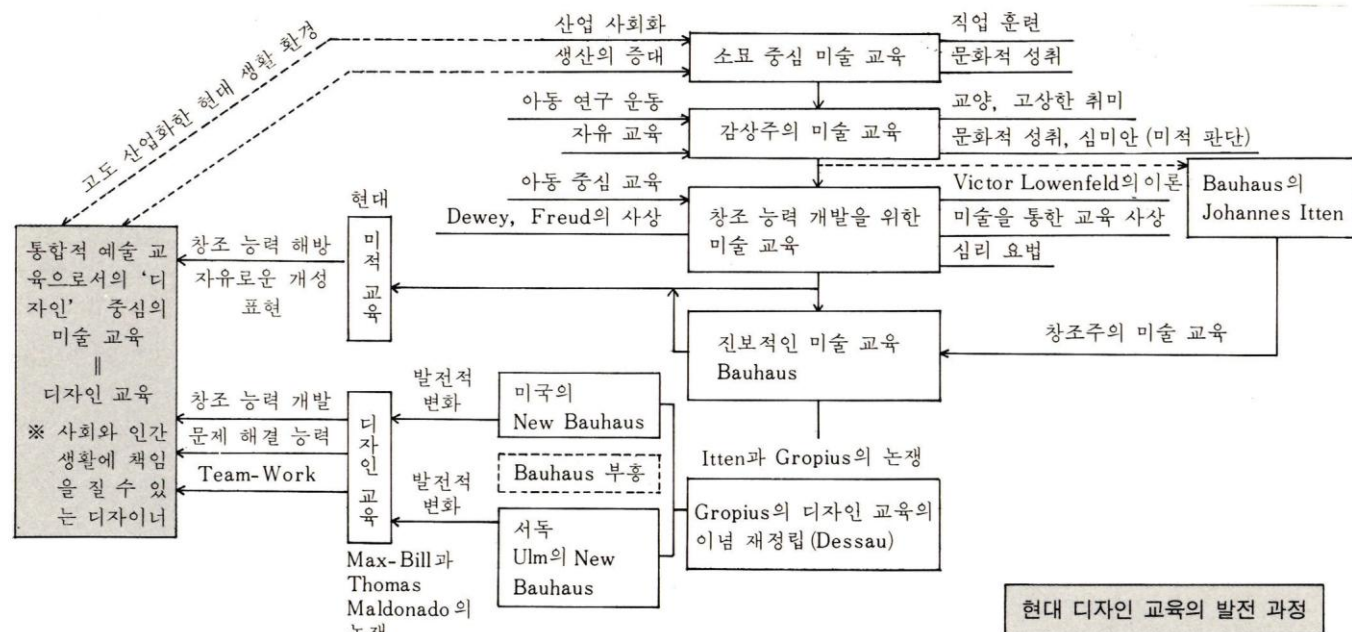 산업 사회화
생산의 증대
소묘 중심 미술 교육
직업 훈련
문화적 성취
고도 산업화한 현대 생활 환경
아동 연구 운동
자유 교육
감상주의 미술 교육
교양, 고상한 취미
문화적 성취, 심미안 (미적 판단)
아동 중심 교육
Dewey, Freud의 사상
창조 능력 개발을 위한
미술 교육
Victor Lowenfeld의 이론
미술을 통한 교육 사상
심리 요법
Bauhaus의
Johannes Itten
창조주의 미술 교육
현대
미적 교육
창조 능력 해방
자유로운 개성
표현
진보적인 미술 교육
Bauhaus
통합적 예술 교
육으로서의 '디
자인' 중심의
미술 교육
∥
디자인 교육
※ 사회와 인간
생활에 책임
을 질 수 있
는 디자이너
창조 능력 개발
문제 해결 능력
Team-Work
디자인 교육
발전적
변화
미국의
New Bauhaus
Bauhaus 부흥
발전적
변화
서독
Ulm의 New
Bauhaus
Itten과 Gropius의 논쟁
Gropius의 디자인 교육의
이념 재정립 (Dessau)
Max-Bill과
Thomas
Maldonado의
현대 디자인 교육의 발전 과정